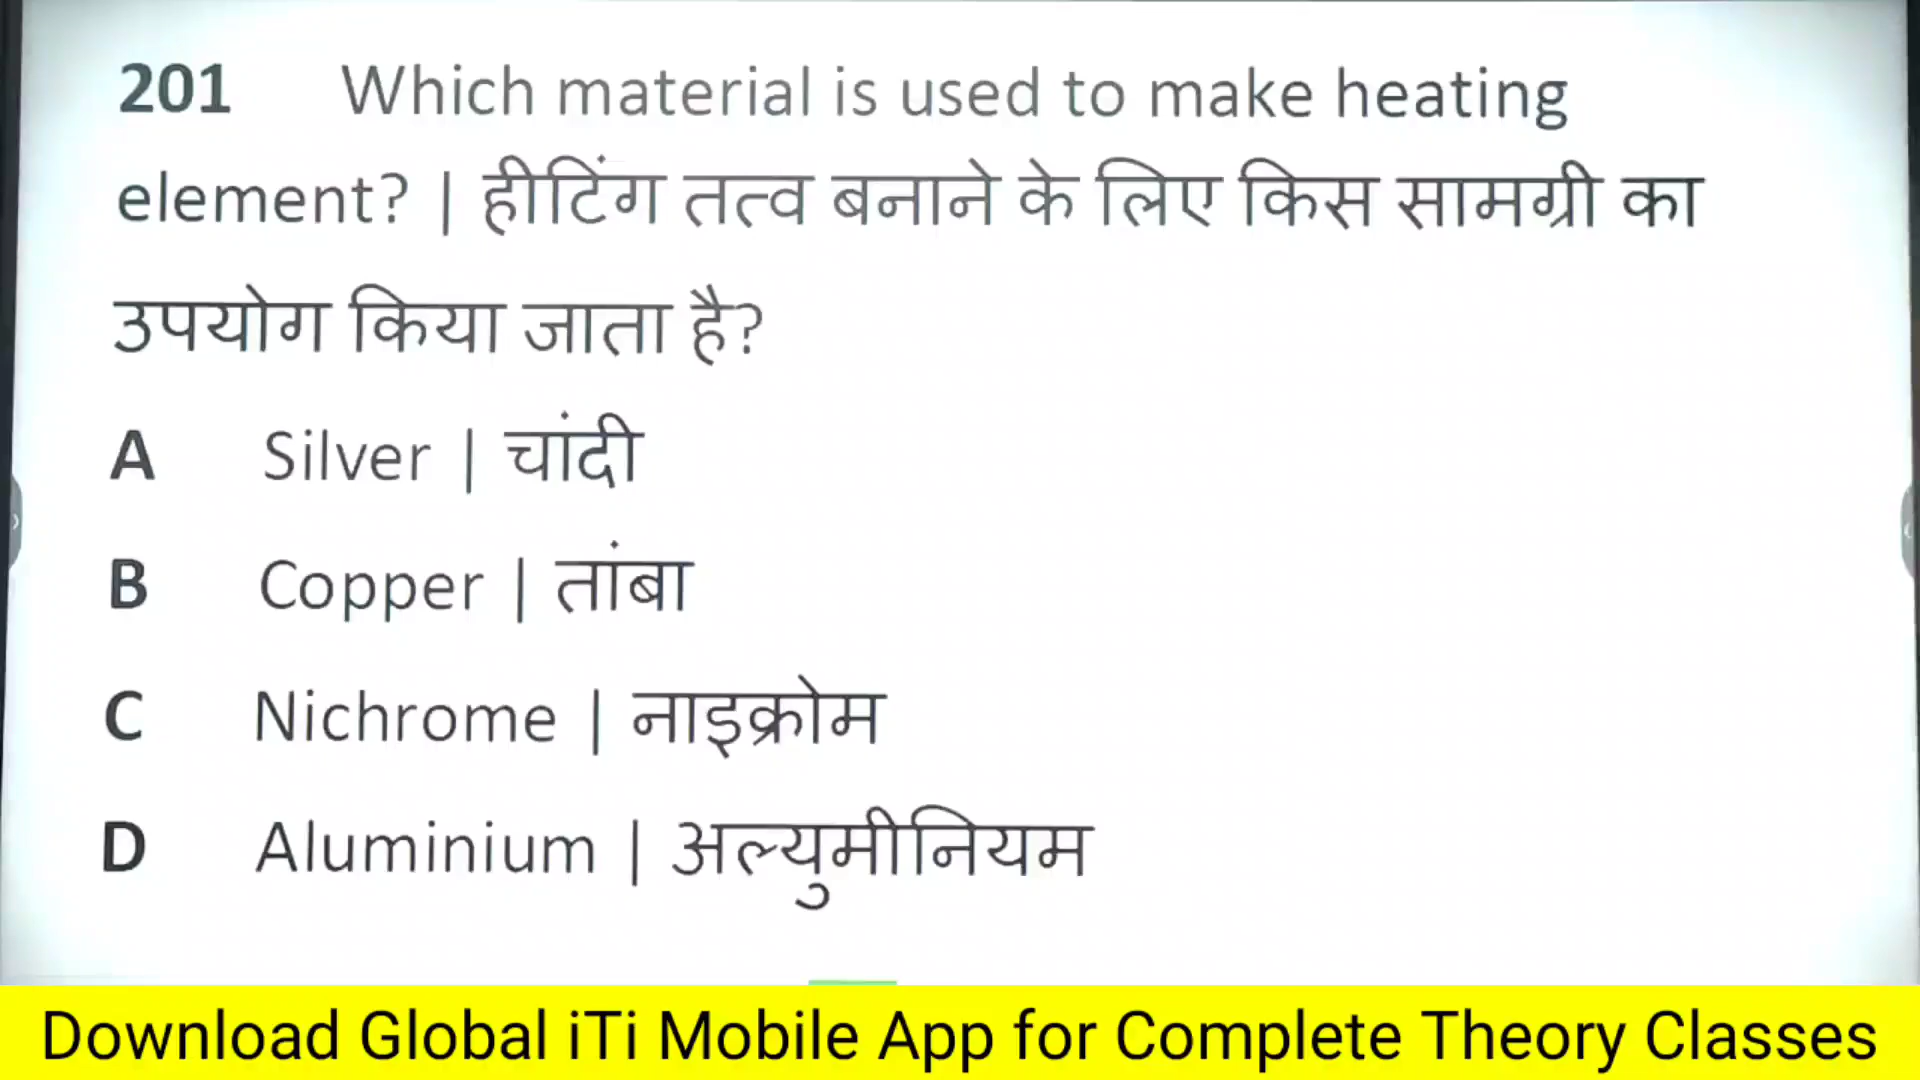 201 Which material is used to make heating
element? | हीटिंग तत्व बनाने के लिए किस सामग्री का
उपयोग किया जाता है?
A Silver | चांदी
B Copper | तांबा
C Nichrome | नाइक्रोम
D Aluminium | अल्युमीनियम
Download Global iTi Mobile App for Complete Theory Classes